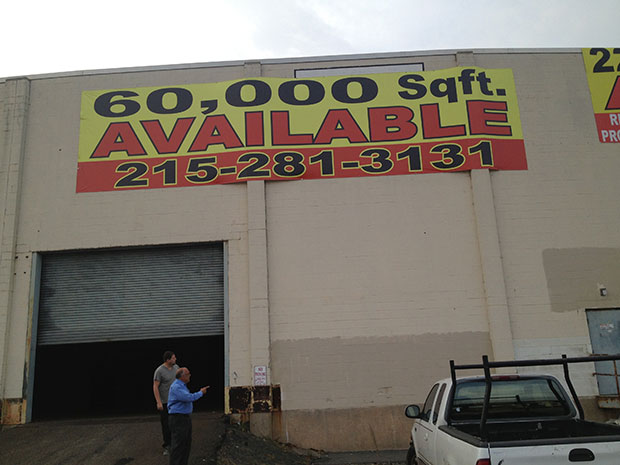 60,000 Sqft.
AVAILABLE
215-281-3131